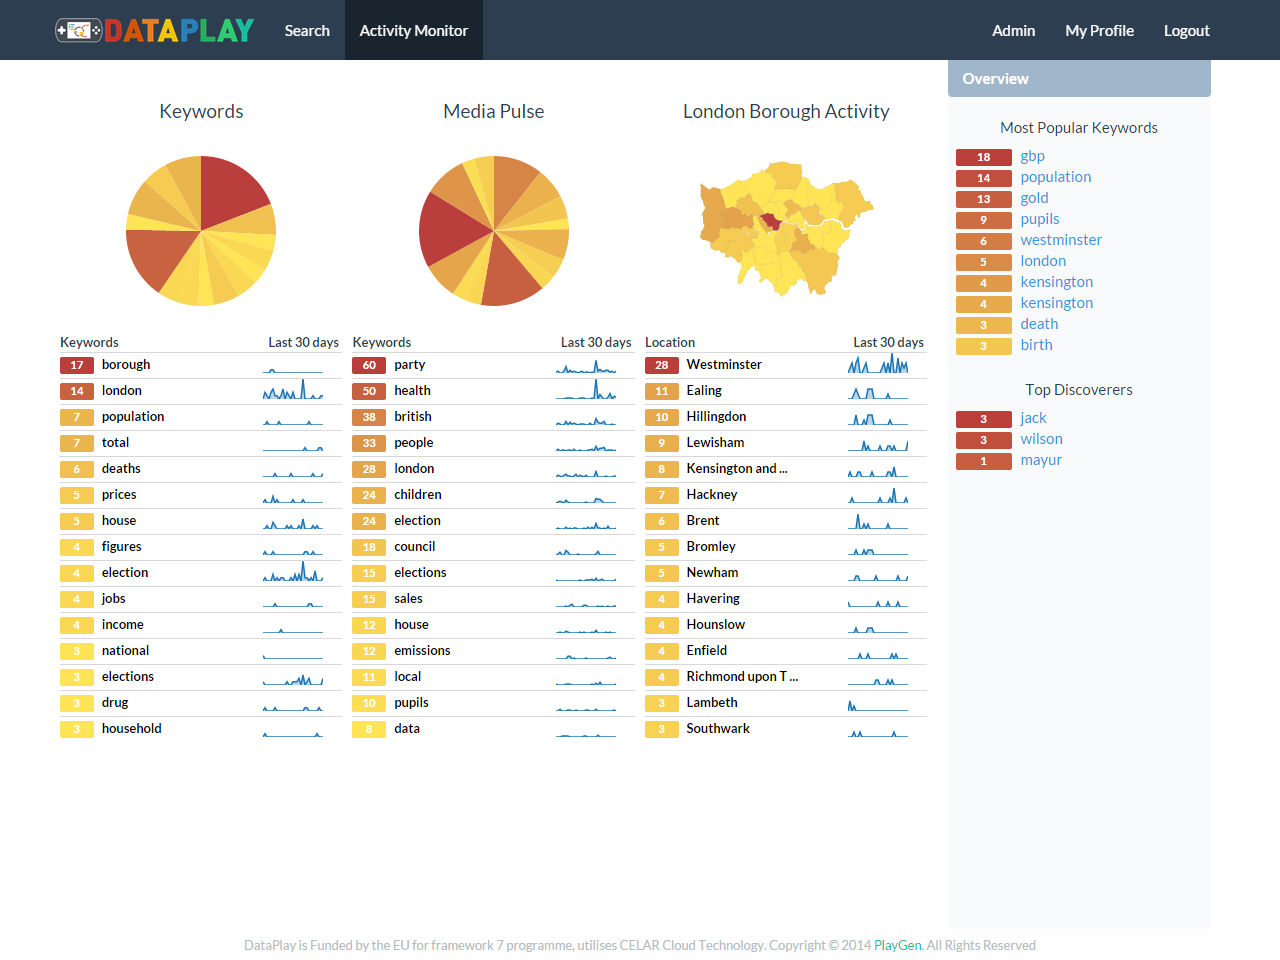 DATAPLAY Search Activity Monitor Admin My Profile Logout
Keywords
Keywords Last 30 days
17 borough
14 london
7 population
7 total
6 deaths
5 prices
5 house
4 figures
4 election
4 jobs
4 income
3 national
3 elections
3 drug
3 household
Media Pulse
Keywords Last 30 days
60 party
50 health
38 british
33 people
28 london
24 children
24 election
18 council
15 elections
15 sales
12 house
12 emissions
11 local
10 pupils
8 data
London Borough Activity
Location Last 30 days
28 Westminster
11 Ealing
10 Hillingdon
9 Lewisham
8 Kensington and ...
7 Hackney
6 Brent
5 Bromley
5 Newham
4 Havering
4 Hounslow
4 Enfield
4 Richmond upon T ...
3 Lambeth
3 Southwark
Overview
Most Popular Keywords
18 gbp
14 population
13 gold
9 pupils
6 westminster
5 london
4 kensington
4 kensington
3 death
3 birth
Top Discoverers
3 jack
3 wilson
1 mayur
DataPlay is Funded by the EU for framework 7 programme, utilises CELAR Cloud Technology. Copyright © 2014 PlayGen. All Rights Reserved